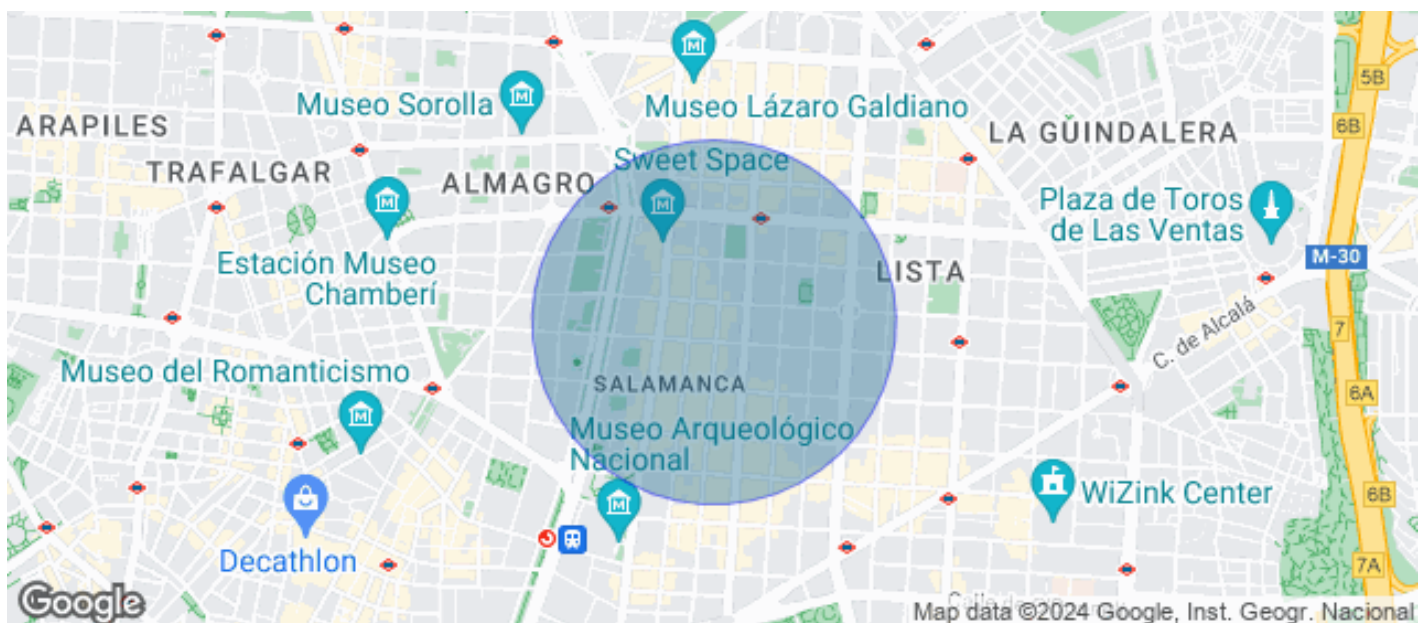 5B
Museo Sorolla
Museo Lázaro Galdiano
ARAPILES
6B
LA GÜINDALERA
Sweet Space
TRAFALGAR
ALMAGRO
Plaza de Toros
de Las Ventas
M-30
Estación Museo
Chamberí
LISTA
7
C. de Alcalá
Museo del Romanticismo
SALAMANCA
6A
Museo Arqueológico
Nacional
WiZink Center
6B
Decathlon
7A
Google
Map data ©2024 Google, Inst. Geogr. Nacional